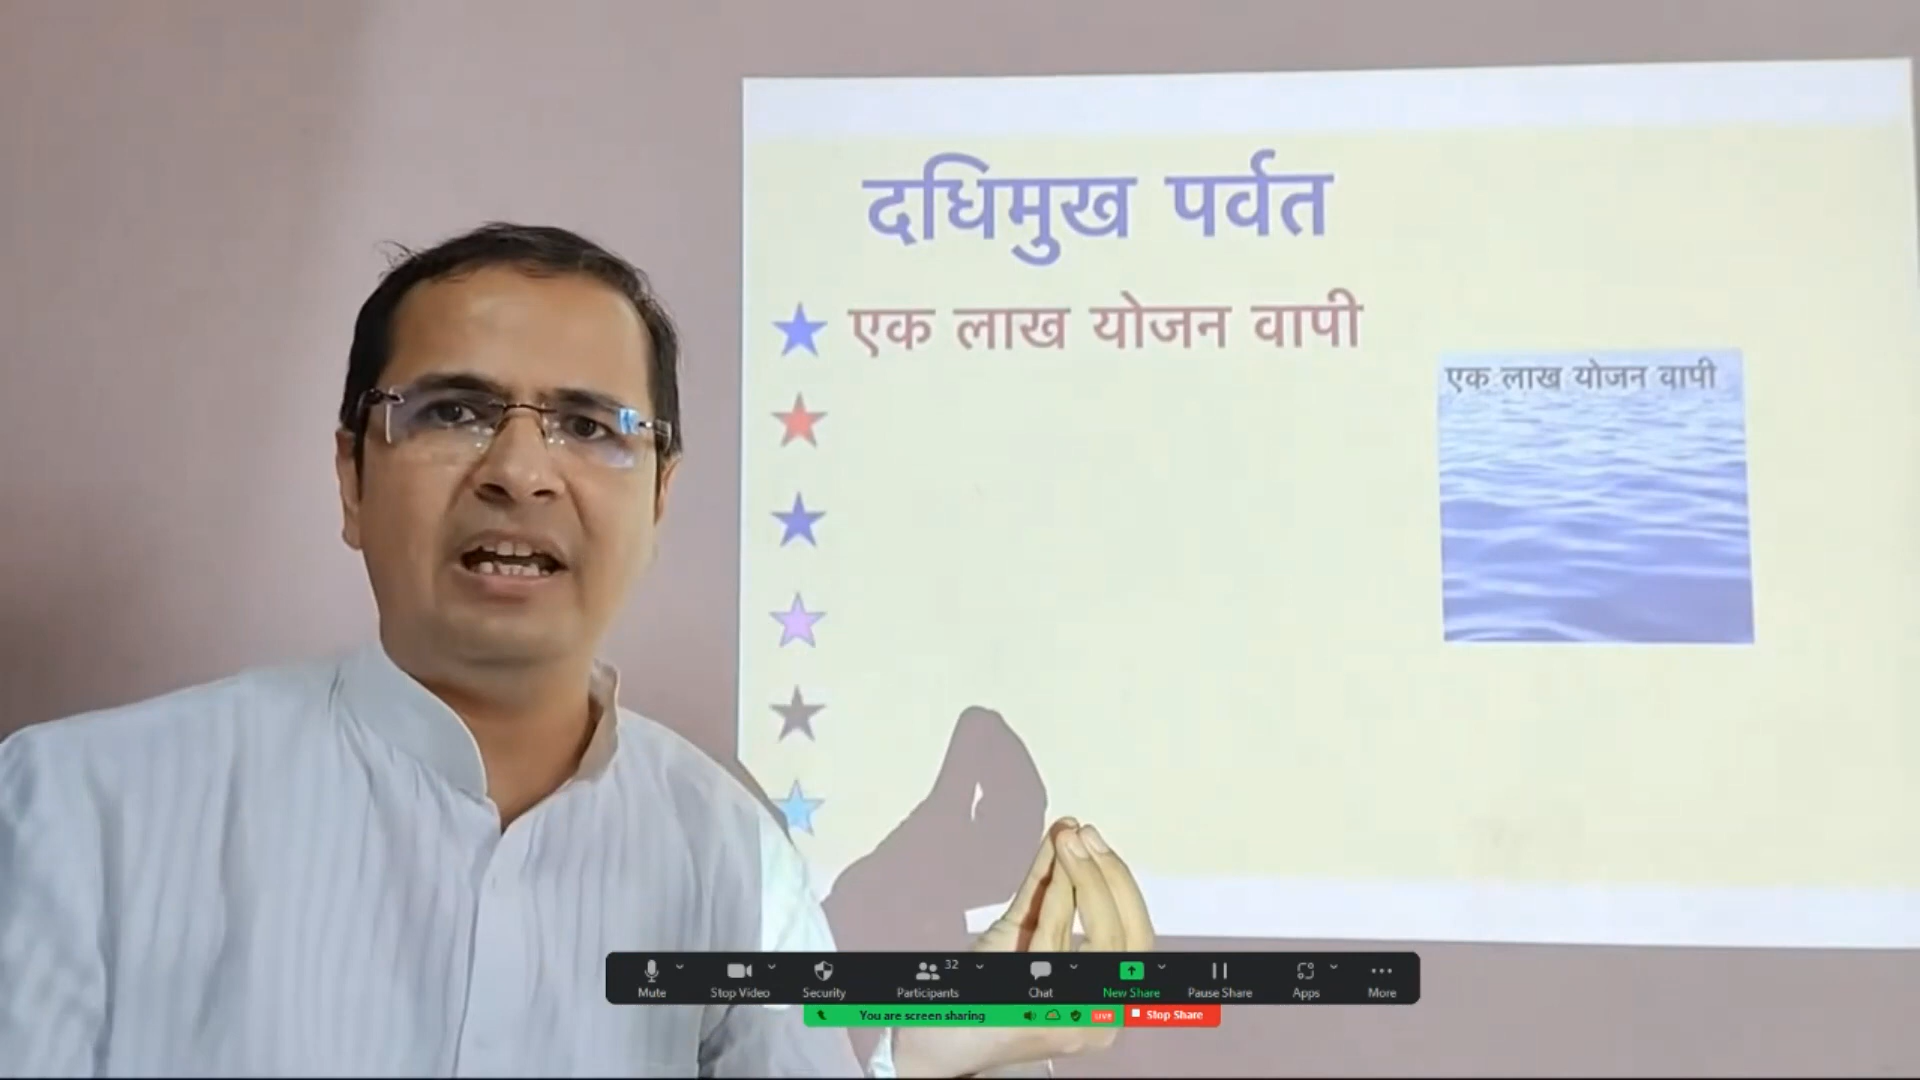 दधिमुख पर्वत
एक लाख योजन वापी
एक लाख योजन वापी
32
Mute
Stop Video
Security
Participants
Chat
New Share
Pause Share
Apps
More
You are screen sharing
LIVE
Stop Share